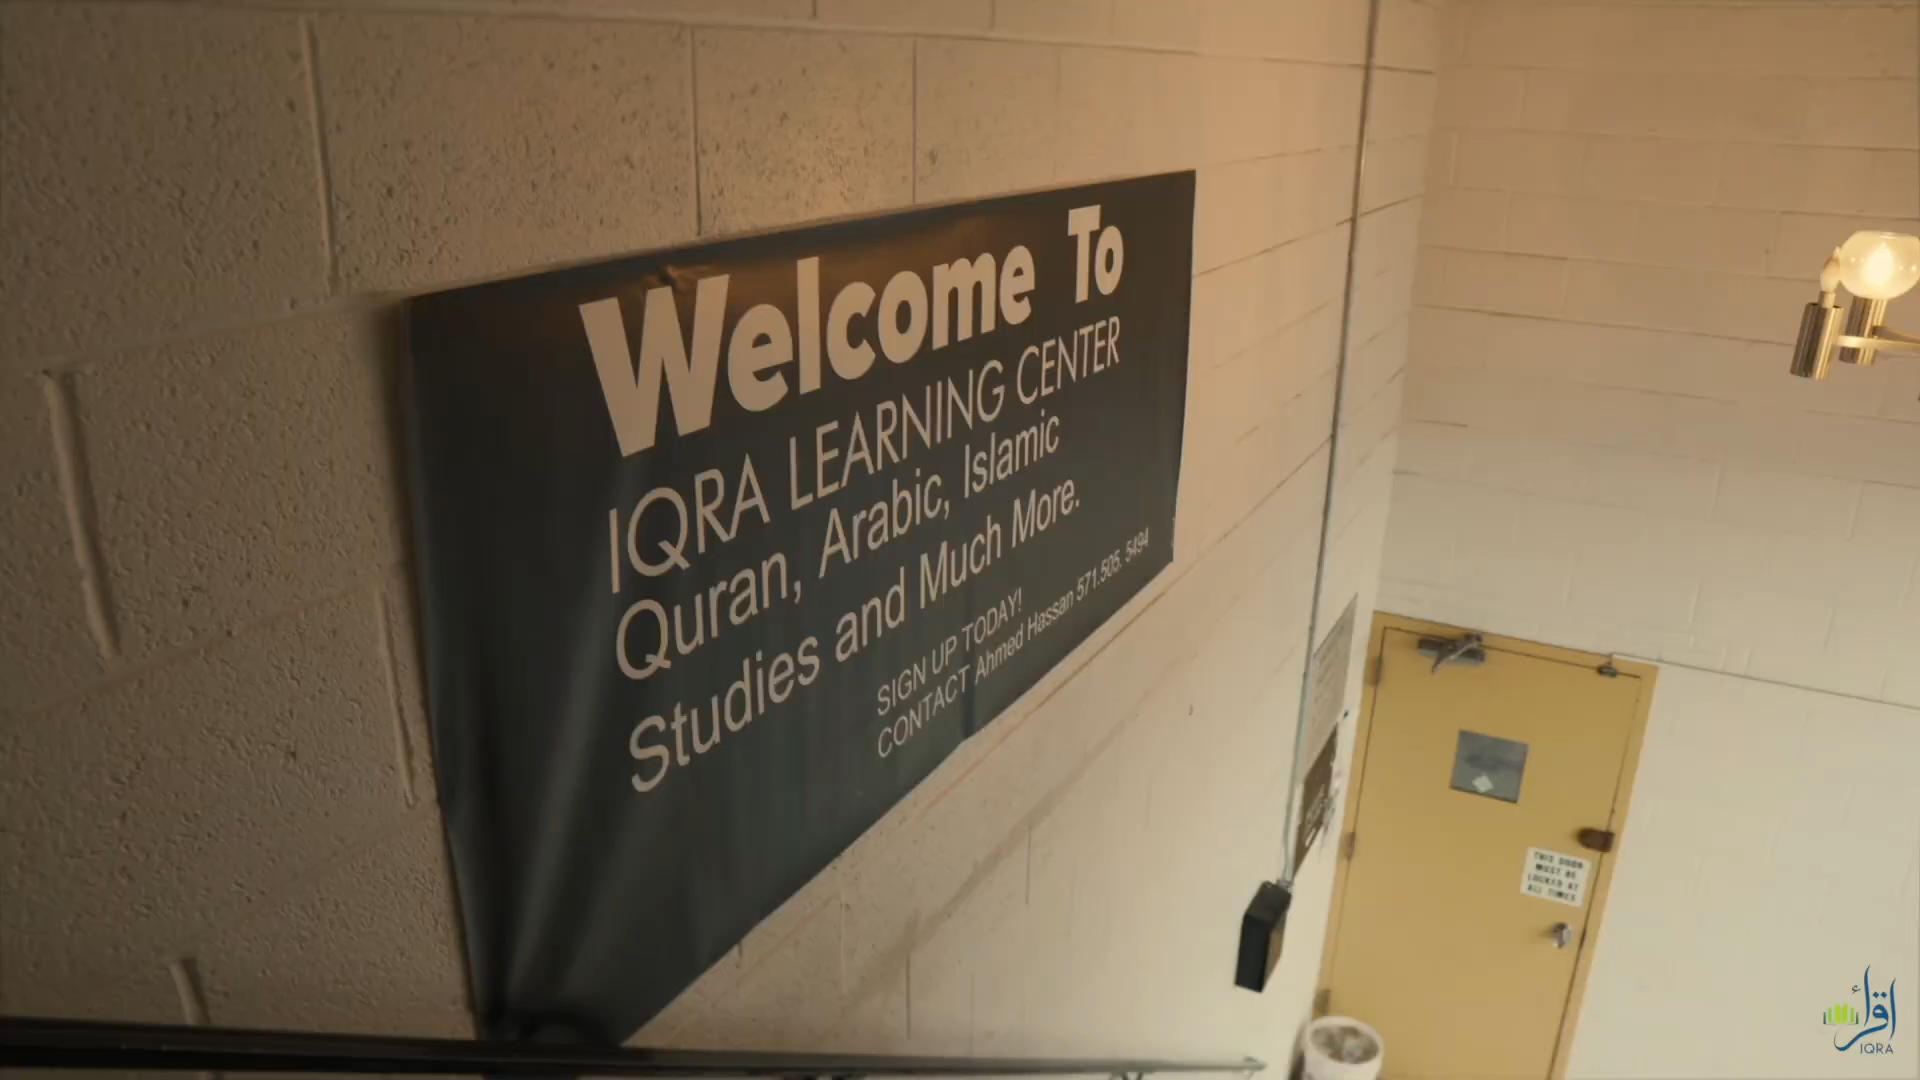 Welcome To
IQRA LEARNING CENTER
Quran, Arabic, Islamic
Studies and Much More.
SIGN UP TODAY!
CONTACT Ahmed Hassan 571.505. 5494
THIS DOOR
MUST BE
LOCKED AT
ALL TIMES
اقرأ
IQRA